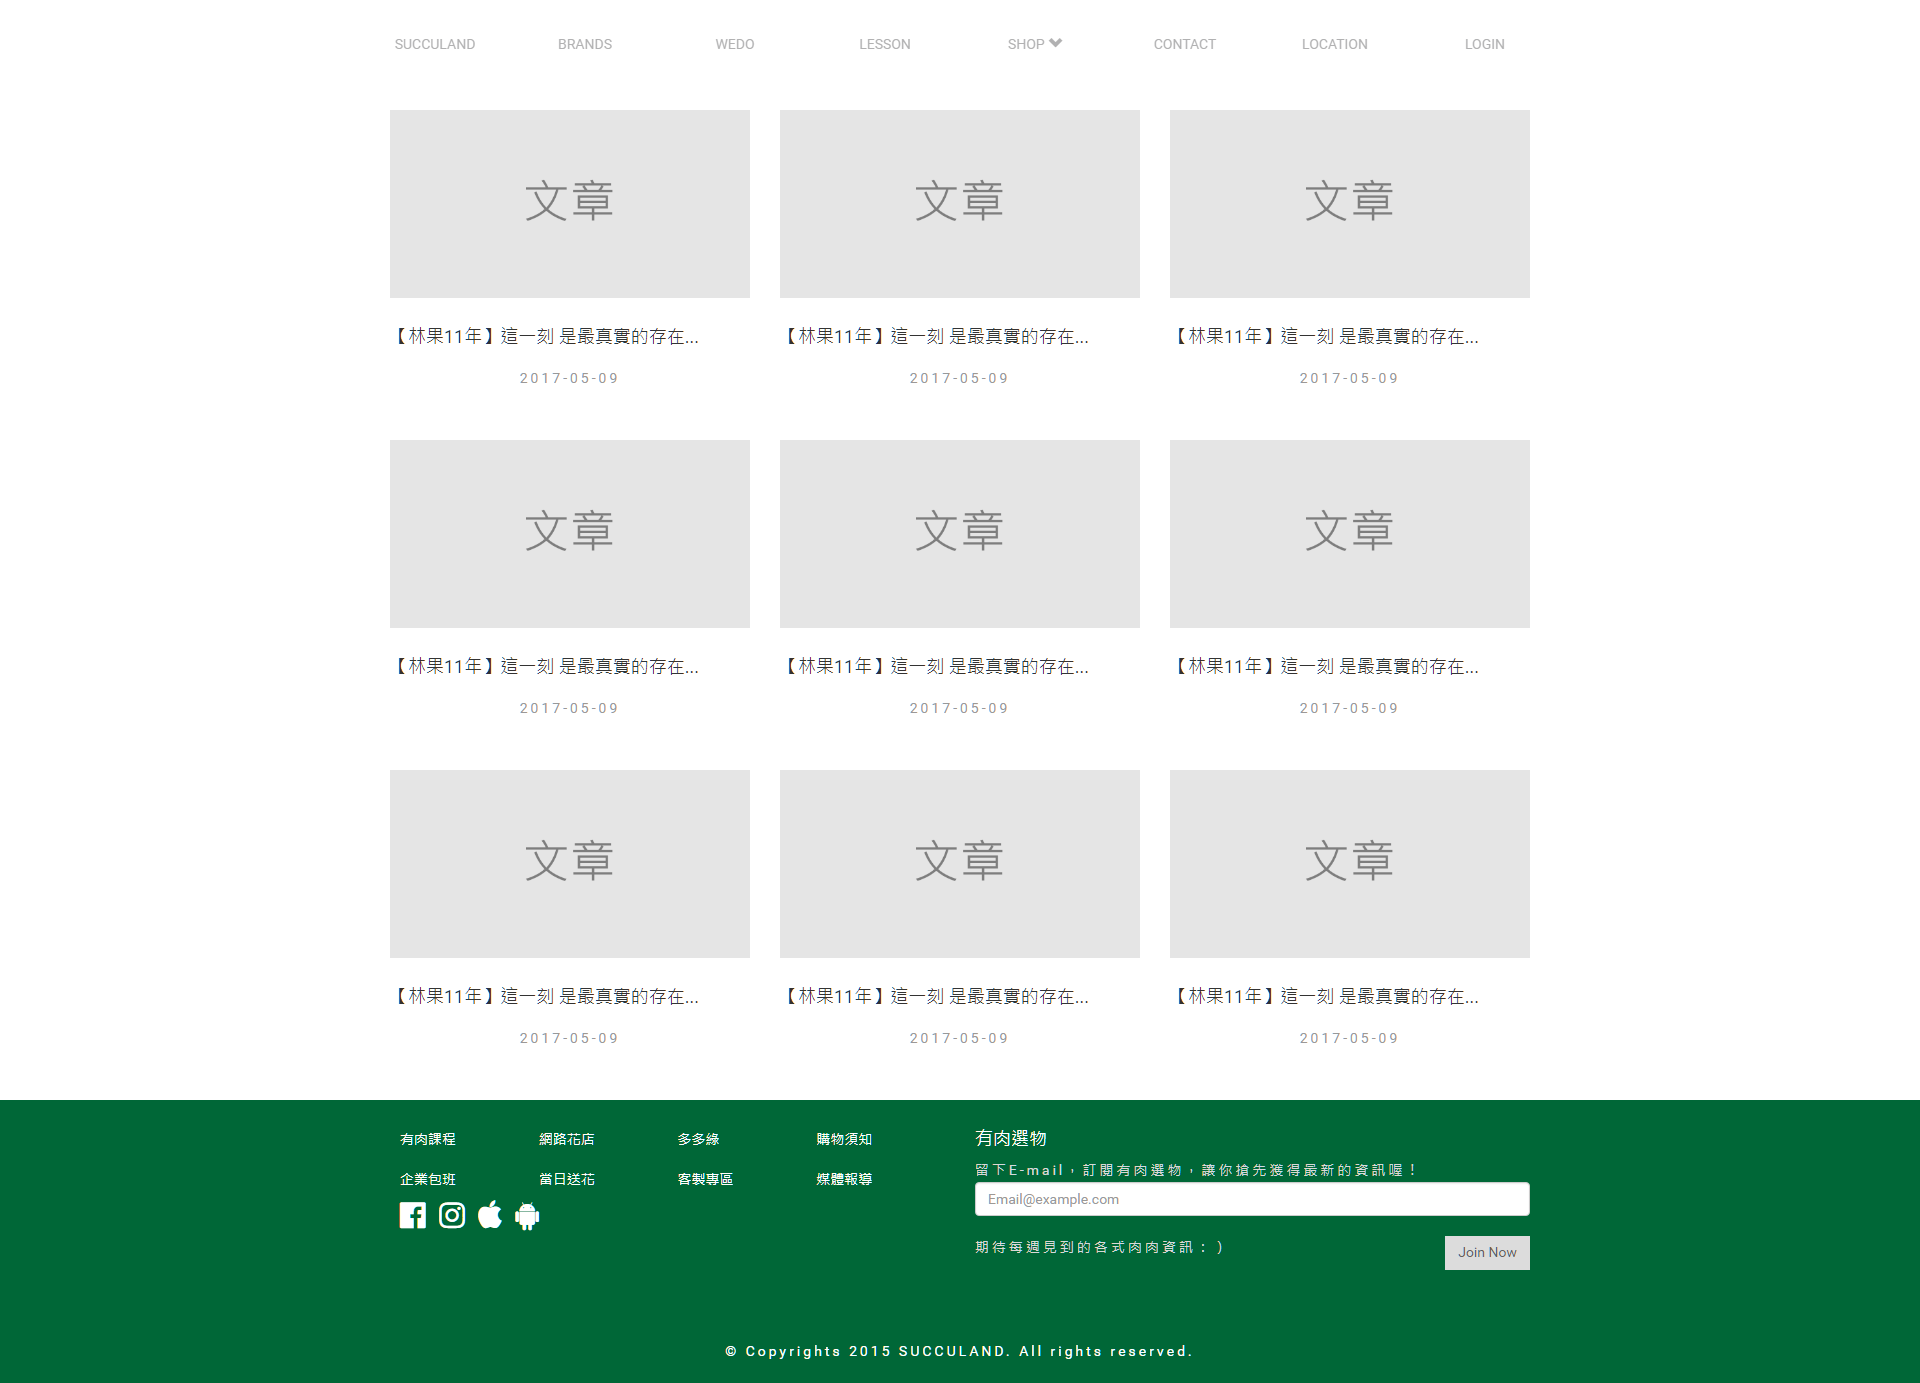 SUCCULAND BRANDS WEDO LESSON SHOP CONTACT LOCATION LOGIN
文章 文章 文章
【林果11年】這一刻 是最真實的存在... 【林果11年】這一刻 是最真實的存在... 【林果11年】這一刻 是最真實的存在...
2017-05-09 2017-05-09 2017-05-09
文章 文章 文章
【林果11年】這一刻 是最真實的存在... 【林果11年】這一刻 是最真實的存在... 【林果11年】這一刻 是最真實的存在...
2017-05-09 2017-05-09 2017-05-09
文章 文章 文章
【林果11年】這一刻 是最真實的存在... 【林果11年】這一刻 是最真實的存在... 【林果11年】這一刻 是最真實的存在...
2017-05-09 2017-05-09 2017-05-09
有肉課程 網路花店 多多綠 購物須知
企業包班 當日送花 客製專區 媒體報導
有肉選物
留下E-mail，訂閱有肉選物，讓你搶先獲得最新的資訊喔！
Email@example.com
期待每週見到的各式肉肉資訊：)
Join Now
© Copyrights 2015 SUCCULAND. All rights reserved.